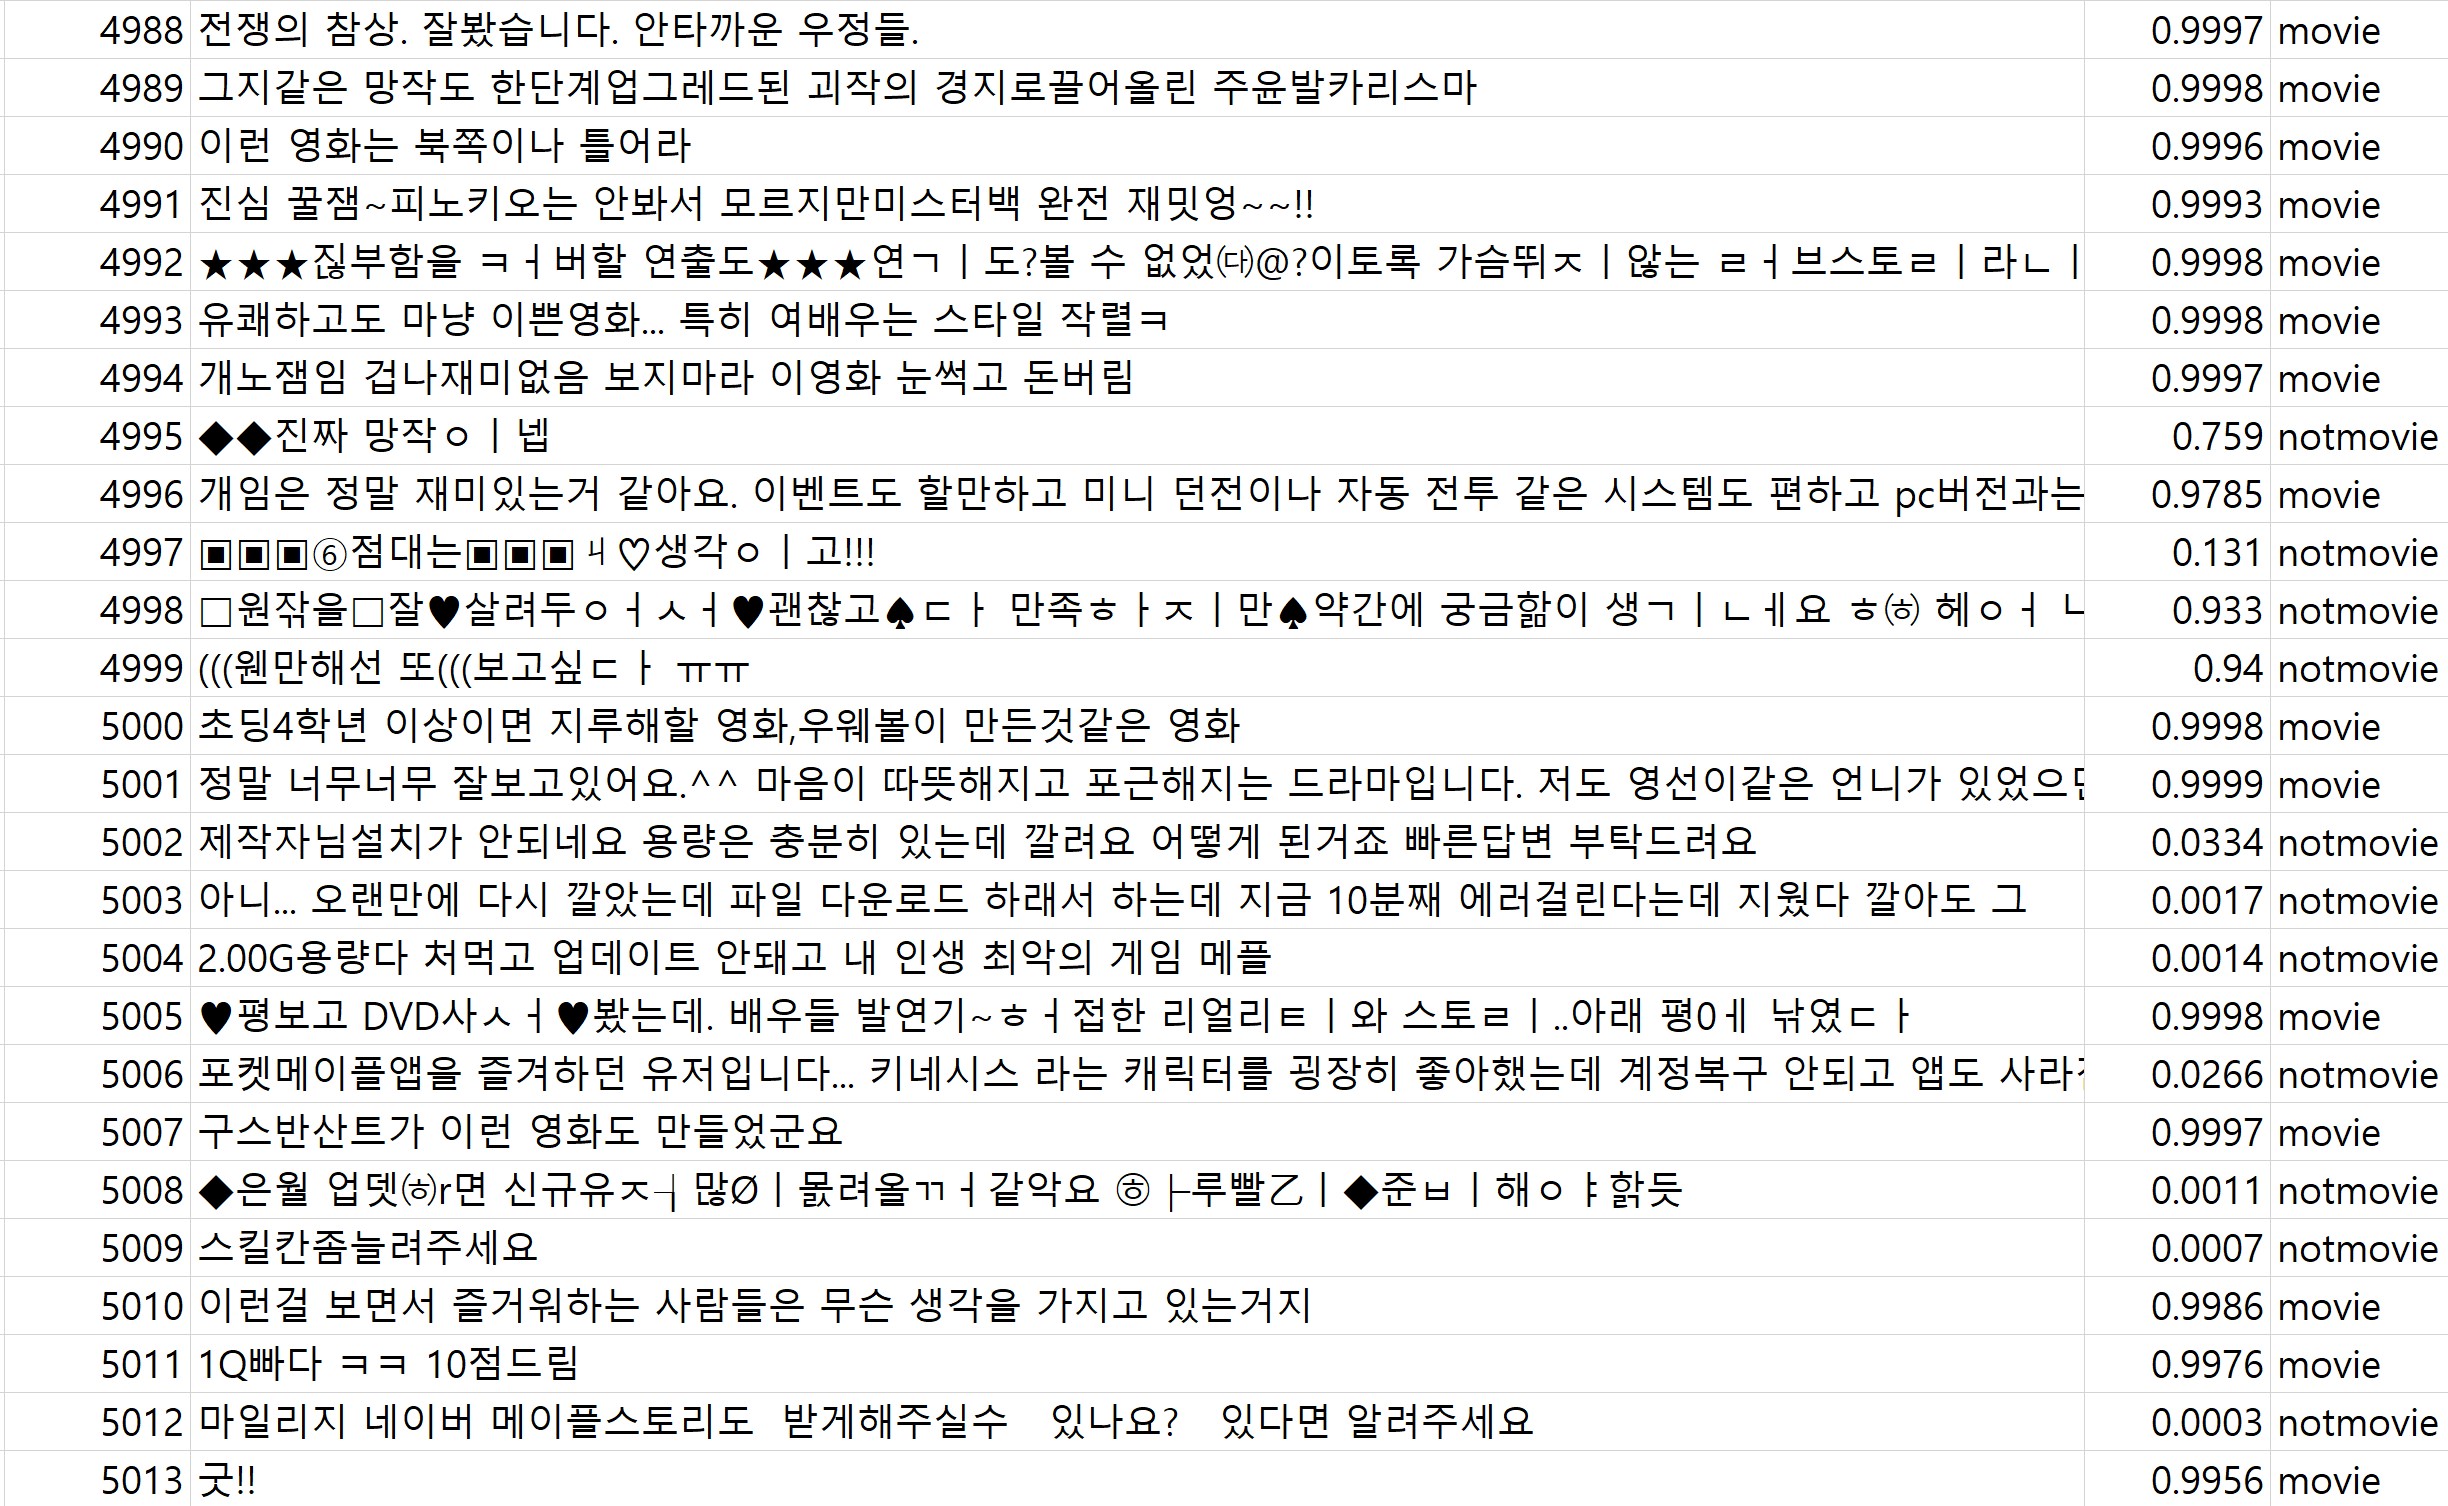 4988 전쟁의 참상. 잘봤습니다. 안타까운 우정들. 0.9997 movie
4989 그지같은 망작도 한단계업그레드된 괴작의 경지로끌어올린 주윤발카리스마 0.9998 movie
4990 이런 영화는 북쪽이나 틀어라 0.9996 movie
4991 진심 꿀잼~피노키오는 안봐서 모르지만미스터백 완전 재밋엉~~!! 0.9993 movie
4992 ★★★짆부함을 ㅋㅓ버할 연출도★★★연ㄱㅣ도?볼 수 없었㈐@?이토록 가슴뛰ㅈㅣ않는 ㄹㅓ브스토ㄹㅣ라ㄴㅣ 0.9998 movie
4993 유쾌하고도 마냥 이쁜영화... 특히 여배우는 스타일 작렬ㅋ 0.9998 movie
4994 개노잼임 겁나재미없음 보지마라 이영화 눈썩고 돈버림 0.9997 movie
4995 ◆◆진짜 망작ㅇㅣ넵 0.759 notmovie
4996 개임은 정말 재미있는거 같아요. 이벤트도 할만하고 미니 던전이나 자동 전투 같은 시스템도 편하고 pc버전과는 0.9785 movie
4997 ▣▣▣⑥점대는▣▣▣ㅕ♡생각ㅇㅣ고!!! 0.131 notmovie
4998 □원작을□잘♥살려두ㅇㅓㅅㅓ♥괜찮고♠ㄷㅏ 만족ㅎㅏㅈㅣ만♠약간에 궁금핢이 생ㄱㅣㄴㅔ요 ㅎ㉻ 헤ㅇㅓ 0.933 notmovie
4999 (((웬만해선 또(((보고싶ㄷㅏ ㅠㅠ 0.94 notmovie
5000 초딩4학년 이상이면 지루해할 영화,우웨볼이 만든것같은 영화 0.9998 movie
5001 정말 너무너무 잘보고있어요.^^ 마음이 따뜻해지고 포근해지는 드라마입니다. 저도 영선이같은 언니가 있었으면 0.9999 movie
5002 제작자님설치가 안되네요 용량은 충분히 있는데 깔려요 어떻게 된거죠 빠른답변 부탁드려요 0.0334 notmovie
5003 아니... 오랜만에 다시 깔았는데 파일 다운로드 하래서 하는데 지금 10분째 에러걸린다는데 지웠다 깔아도 그 0.0017 notmovie
5004 2.00G용량다 처먹고 업데이트 안돼고 내 인생 최악의 게임 메플 0.0014 notmovie
5005 ♥평보고 DVD사ㅅㅓ♥봤는데. 배우들 발연기~ㅎㅓ접한 리얼리ㅌㅣ와 스토ㄹㅣ..아래 평0ㅔ 낚였ㄷㅏ 0.9998 movie
5006 포켓메이플앱을 즐겨하던 유저입니다... 키네시스 라는 캐릭터를 굉장히 좋아했는데 계정복구 안되고 앱도 0.0266 notmovie
5007 구스반산트가 이런 영화도 만들었군요 0.9997 movie
5008 ◆은월 업뎃㈛r면 신규유ㅈ┧많Øㅣ몴려올ㄲㅓ같악요 ㉻├루빨乙ㅣ◆준ㅂㅣ해ㅇㅑ핡듯 0.0011 notmovie
5009 스킬칸좀늘려주세요 0.0007 notmovie
5010 이런걸 보면서 즐거워하는 사람들은 무슨 생각을 가지고 있는거지 0.9986 movie
5011 1Q빠다 ㅋㅋ 10점드림 0.9976 movie
5012 마일리지 네이버 메이플스토리도 받게해주실수 있나요? 있다면 알려주세요 0.0003 notmovie
5013 굿!! 0.9956 movie